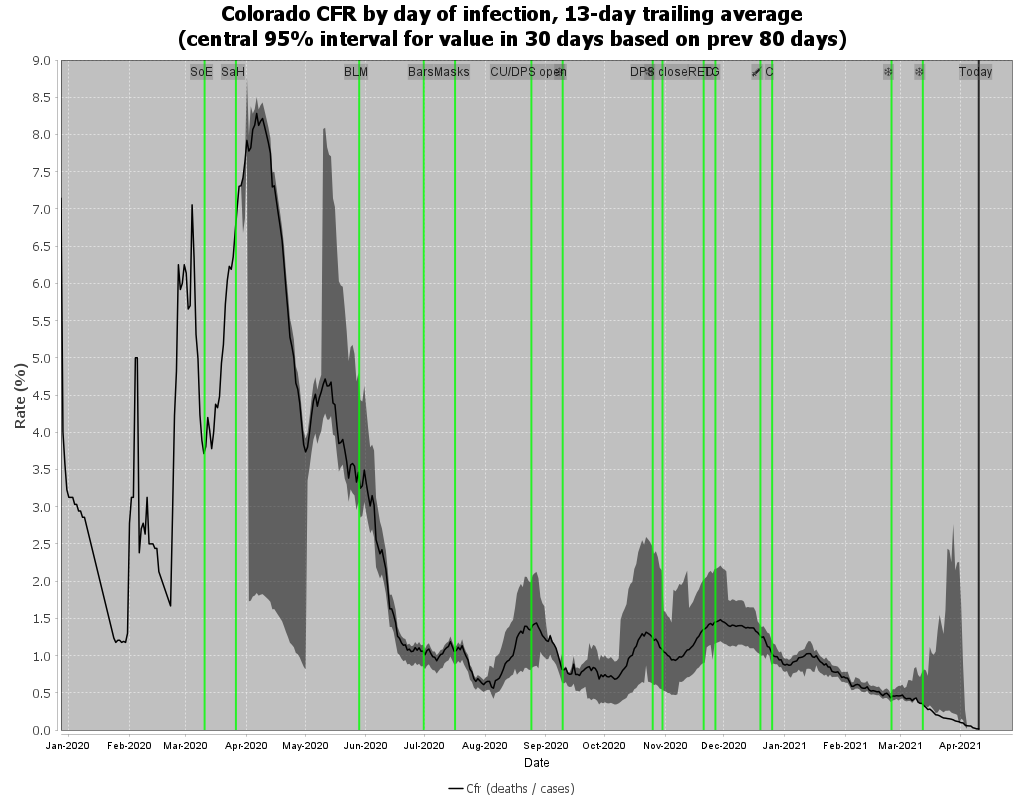 Colorado CFR by day of infection, 13-day trailing average
(central 95% interval for value in 30 days based on prev 80 days)
SoE SaH BLM Bars Masks CU/DPS open DPS close C Today
9.0
8.5
8.0
7.5
7.0
6.5
6.0
5.5
5.0
4.5
4.0
3.5
3.0
2.5
2.0
1.5
1.0
0.5
0.0
Rate (%)
Jan-2020 Feb-2020 Mar-2020 Apr-2020 May-2020 Jun-2020 Jul-2020 Aug-2020 Sep-2020 Oct-2020 Nov-2020 Dec-2020 Jan-2021 Feb-2021 Mar-2021 Apr-2021
Date
Cfr (deaths / cases)